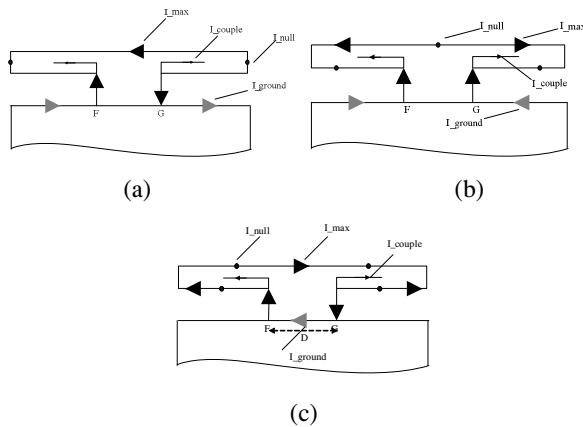 I_max
I_couple
I_null
I_ground
F
G
(a)
I_null
I_max
I_couple
I_ground
F
G
(b)
I_null
I_max
I_couple
F
G
D
I_ground
(c)